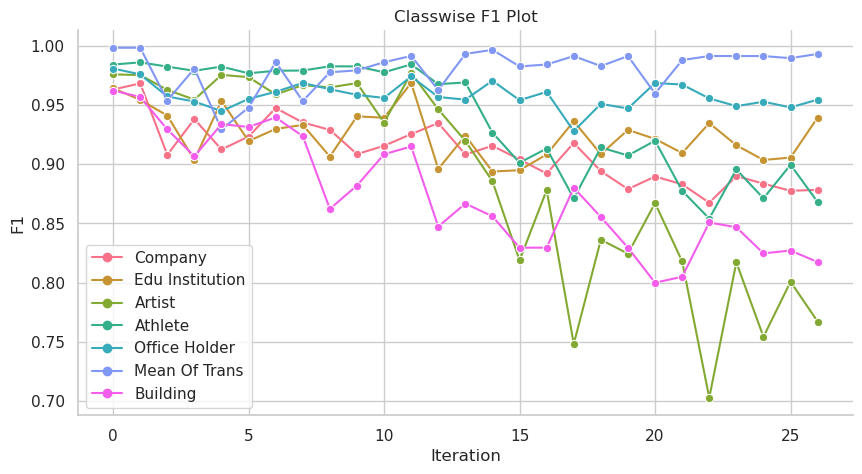 Classwise F1 Plot
1.00
0.95
0.90
0.85
0.80
0.75
0.70
F1
Company
Edu Institution
Artist
Athlete
Office Holder
Mean Of Trans
Building
0
5
10
15
20
25
Iteration